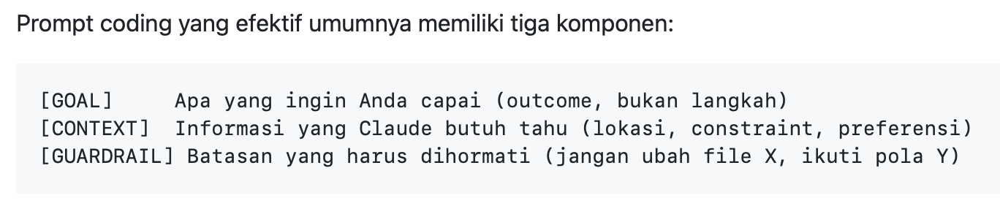 Prompt coding yang efektif umumnya memiliki tiga komponen:
[GOAL]     Apa yang ingin Anda capai (outcome, bukan langkah)
[CONTEXT]  Informasi yang Claude butuh tahu (lokasi, constraint, preferensi)
[GUARDRAIL] Batasan yang harus dihormati (jangan ubah file X, ikuti pola Y)